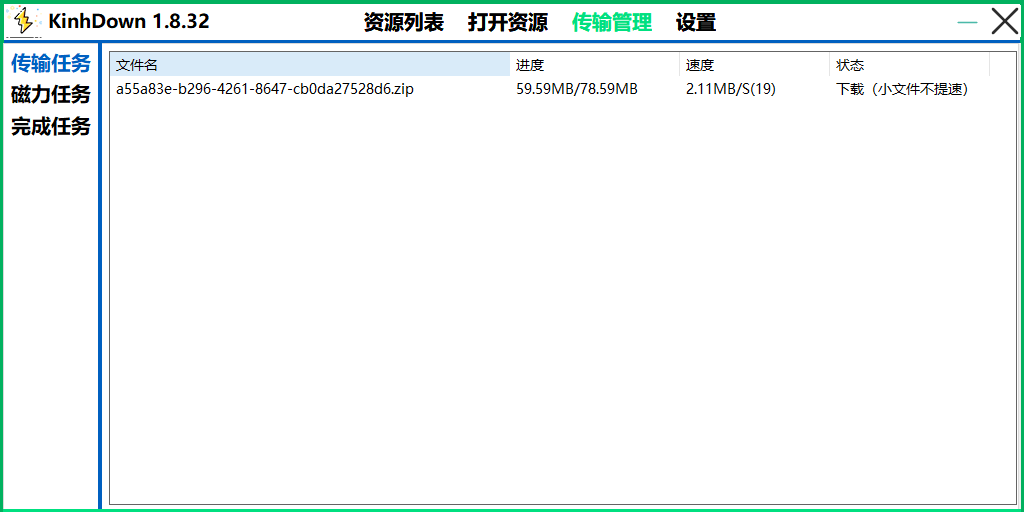 KinhDown 1.8.32
资源列表 打开资源 传输管理 设置
传输任务
磁力任务
完成任务
文件名 进度 速度 状态
a55a83e-b296-4261-8647-cb0da27528d6.zip 59.59MB/78.59MB 2.11MB/S(19) 下载（小文件不提速）